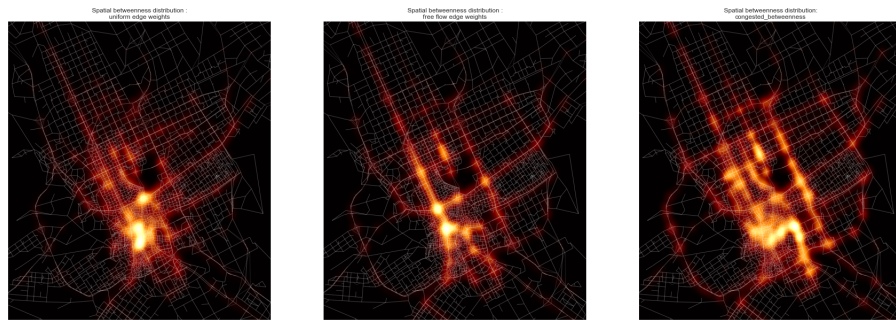 Spatial betweenness distribution :
uniform edge weights
Spatial betweenness distribution :
free flow edge weights
Spatial betweenness distribution:
congested_betweenness